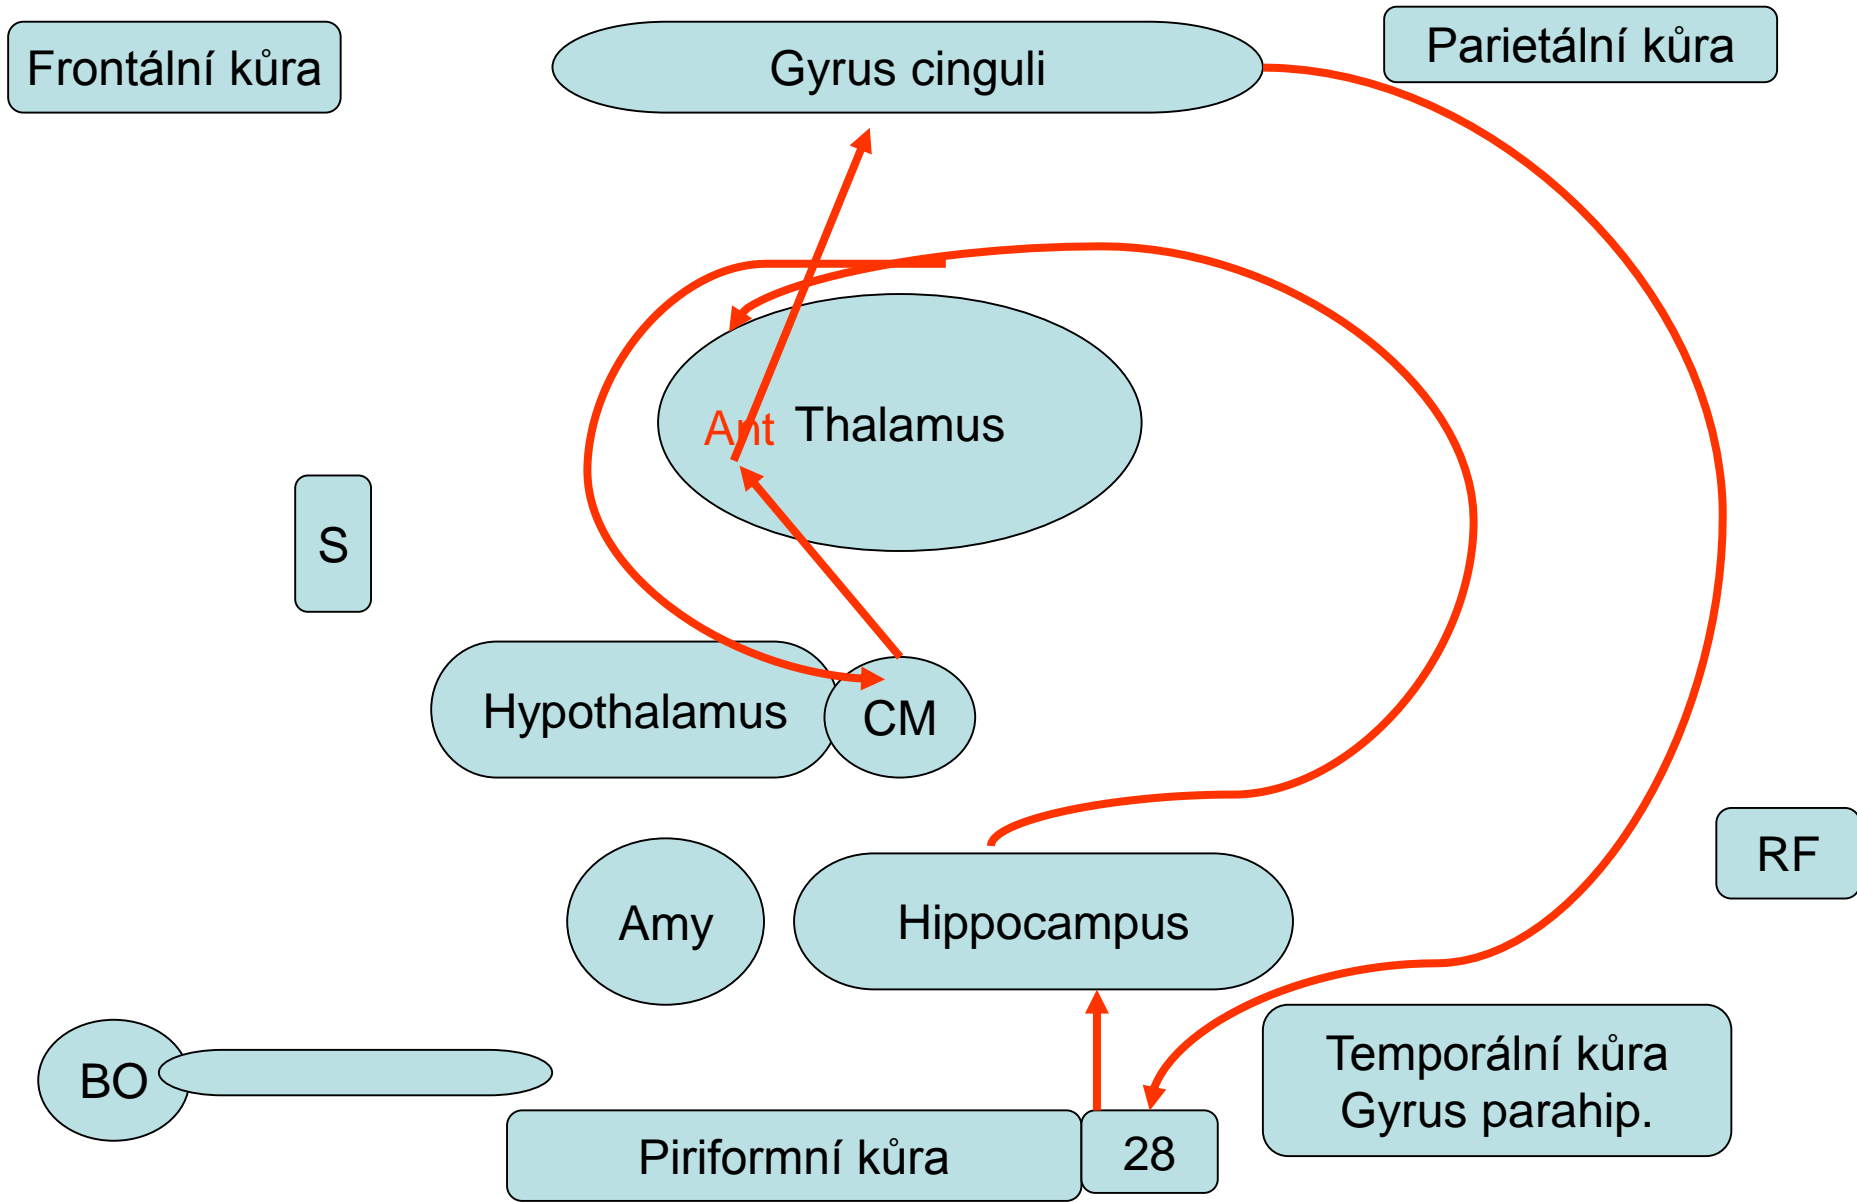 Frontální kůra
Gyrus cinguli
Parietální kůra
Ant
Thalamus
S
Hypothalamus
CM
RF
Amy
Hippocampus
BO
Temporální kůra
Gyrus parahip.
Piriformní kůra
28